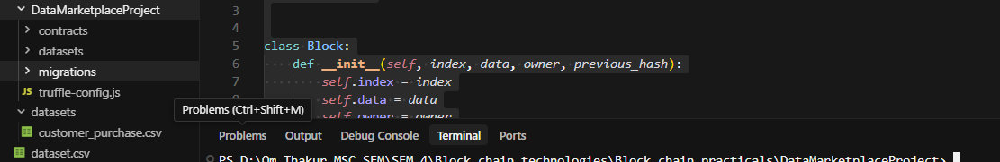 DataMarketplaceProject
contracts
datasets
migrations
JS truffle-config.js
datasets
customer_purchase.csv
dataset.csv
3
4
5 class Block:
6 def __init__(self, index, data, owner, previous_hash):
7 self.index = index
self.data = data
self.owner = owner
Problems (Ctrl+Shift+M)
Problems Output Debug Console Terminal Ports
PS D:\Om Thakur MSC SEM\SEM 4\Block chain technologies\Block chain practicals\DataMarketplaceProject>